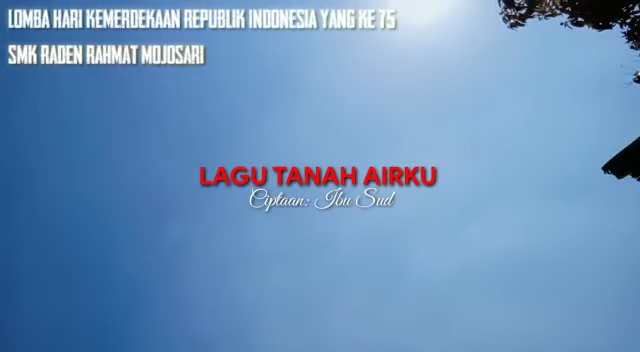 LOMBA HARI KEMERDEKAAN REPUBLIK INDONESIA YANG KE 75
SMK RADEN RAHMAT MOJOSARI
LAGU TANAH AIRKU
Ciptaan: Ibu Sud